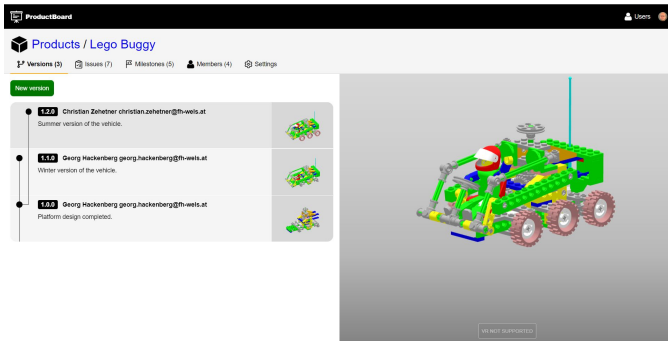 ProductBoard
Users
Products / Lego Buggy
Versions (3)
Issues (7)
Milestones (5)
Members (4)
Settings
New version
1.2.0 Christian Zehetner christian.zehetner@fh-wels.at
Summer version of the vehicle.
1.1.0 Georg Hackenberg georg.hackenberg@fh-wels.at
Winter version of the vehicle.
1.0.0 Georg Hackenberg georg.hackenberg@fh-wels.at
Platform design completed.
VR NOT SUPPORTED